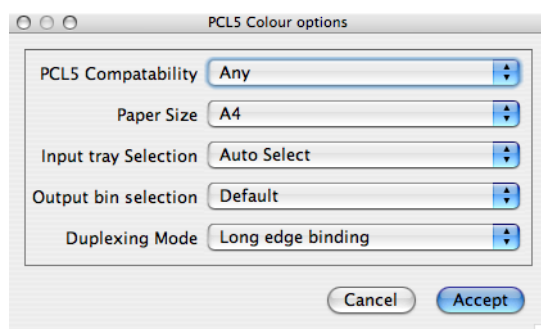 PCL5 Colour options
PCL5 Compatability Any
Paper Size A4
Input tray Selection Auto Select
Output bin selection Default
Duplexing Mode Long edge binding
Cancel Accept